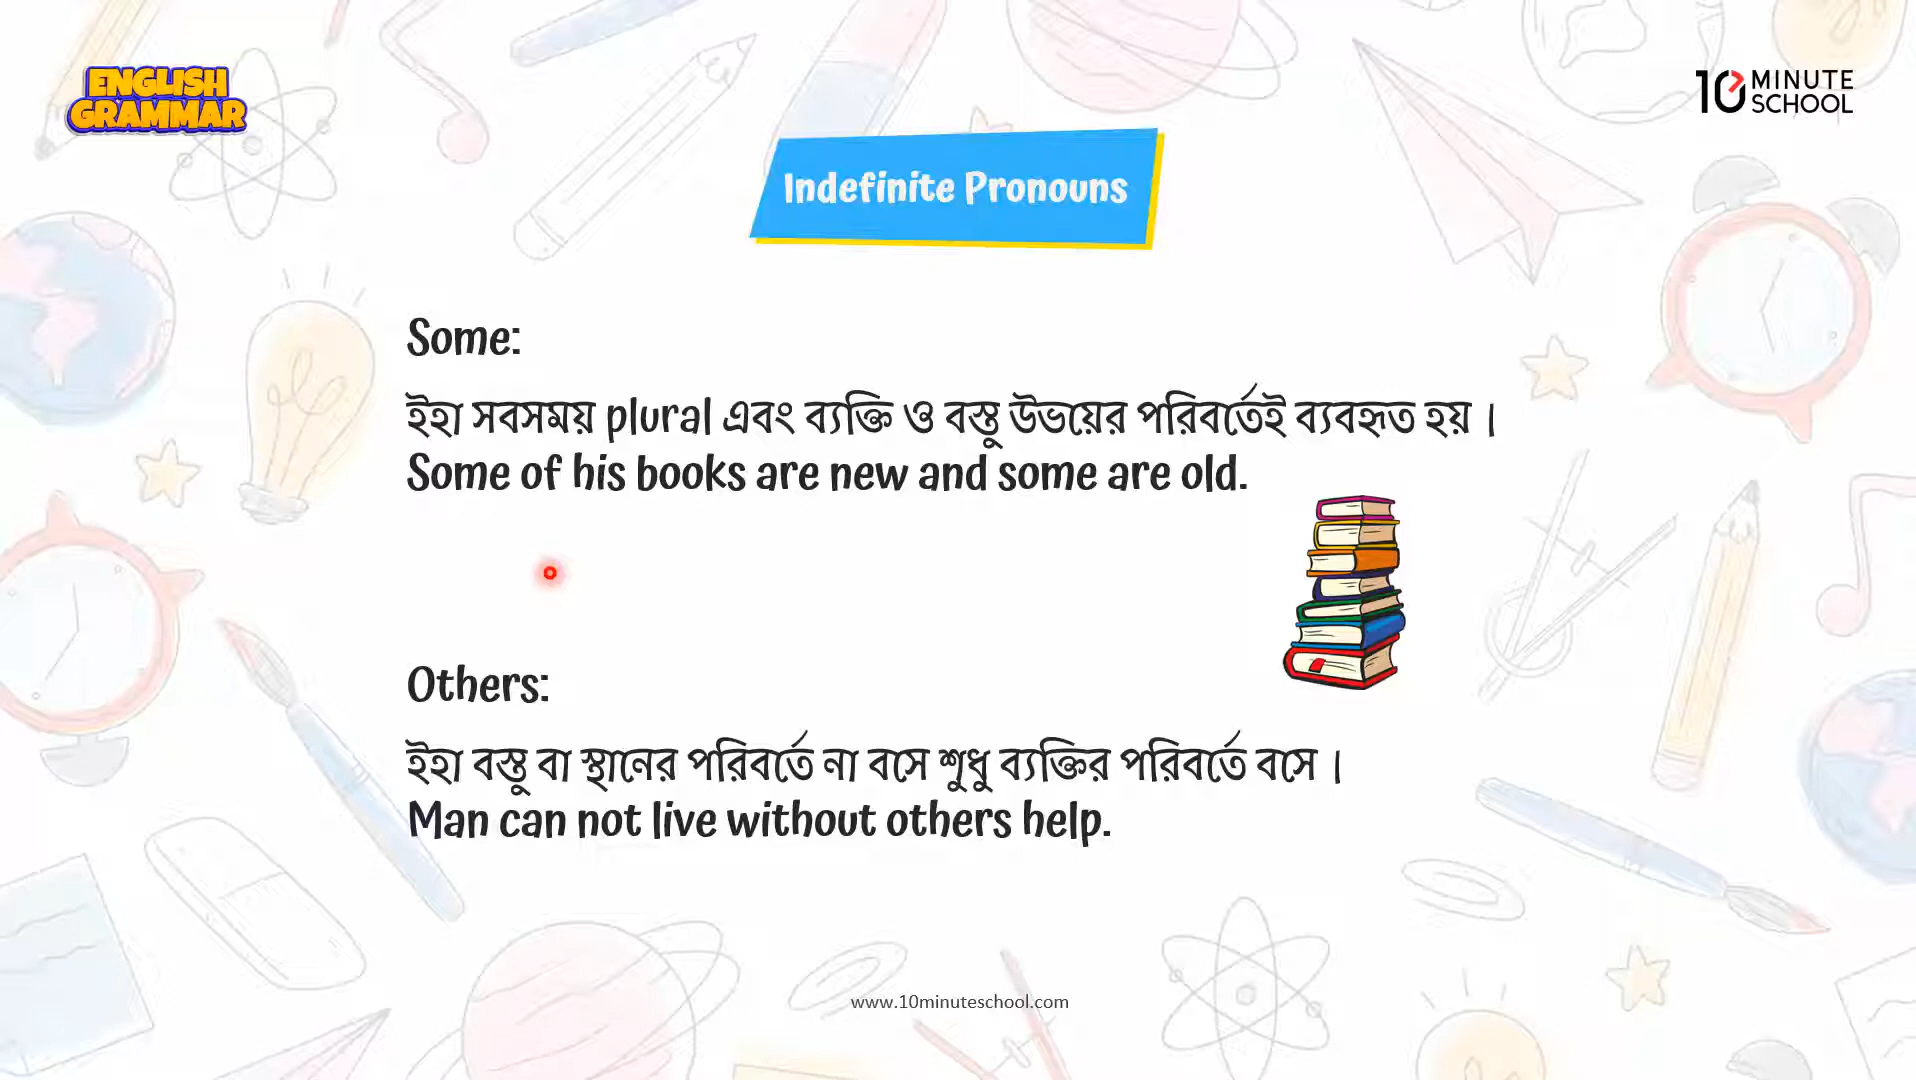 ENGLISH
GRAMMAR
10 MINUTE
SCHOOL
Indefinite Pronouns
Some:
ইহা সবসময় plural এবং ব্যক্তি ও বস্তু উভয়ের পরিবর্তেই ব্যবহৃত হয়।
Some of his books are new and some are old.
Others:
ইহা বস্তু বা স্থানের পরিবর্তে না বসে শুধু ব্যক্তির পরিবর্তে বসে।
Man can not live without others help.
www.10minuteschool.com